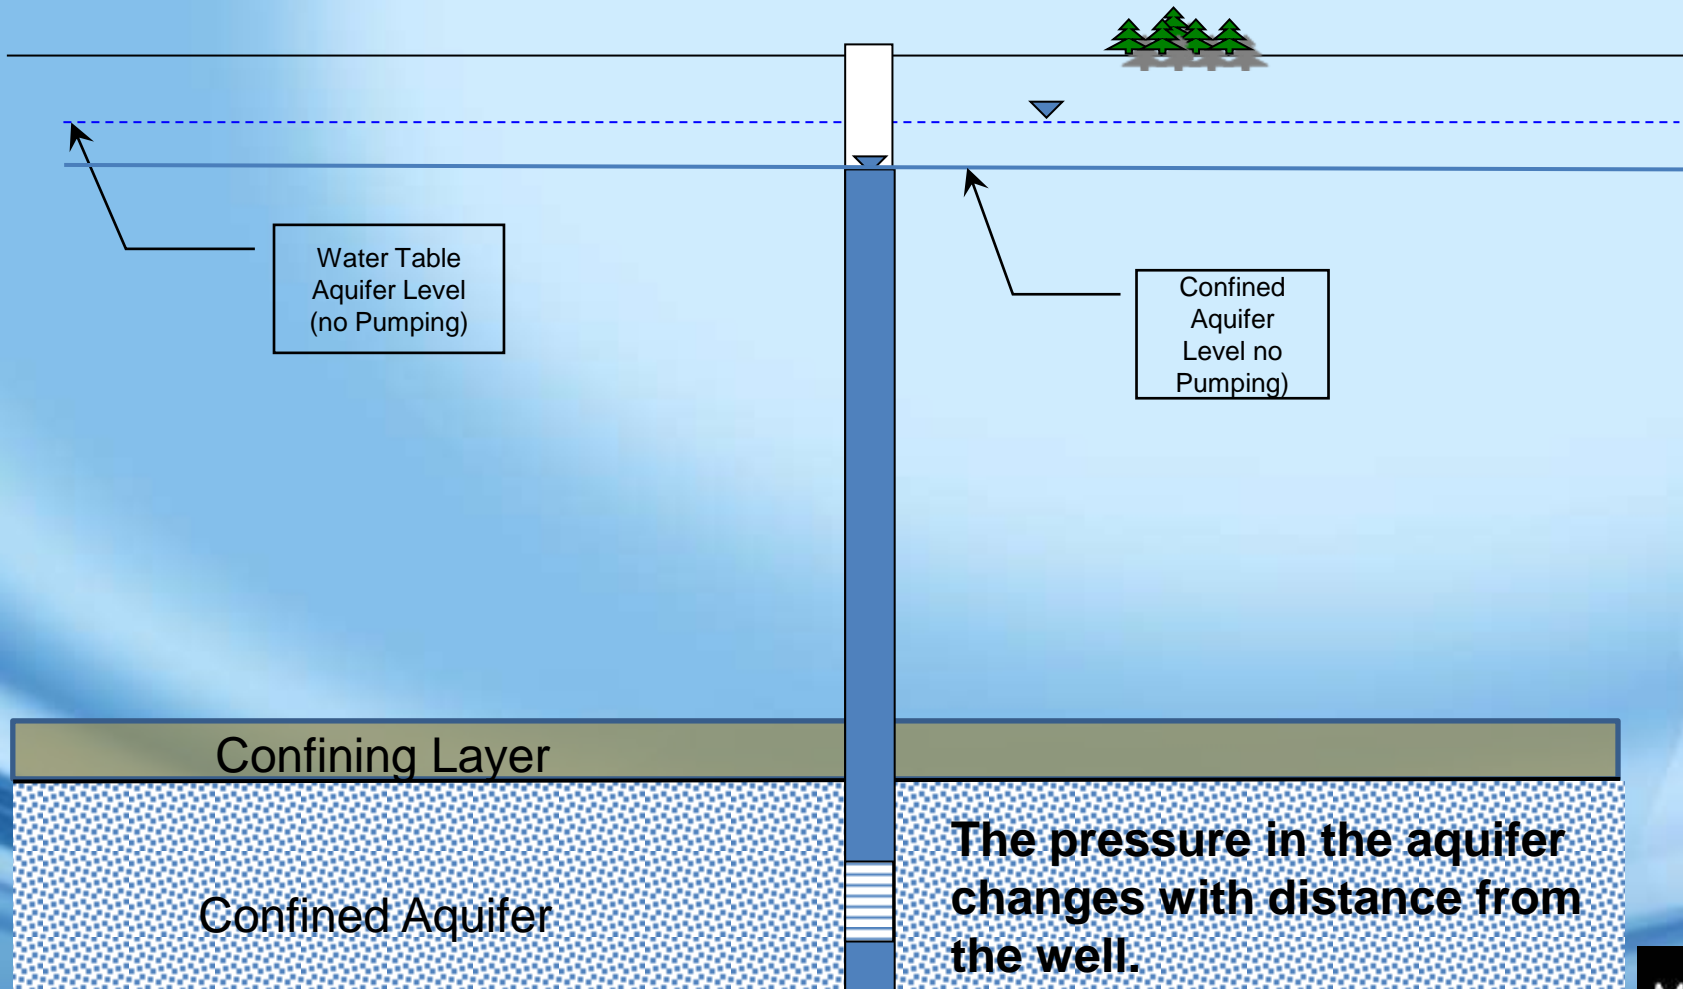 Water Table
Aquifer Level
(no Pumping)
Confined
Aquifer
Level no
Pumping)
Confining Layer
Confined Aquifer
The pressure in the aquifer
changes with distance from
the well.